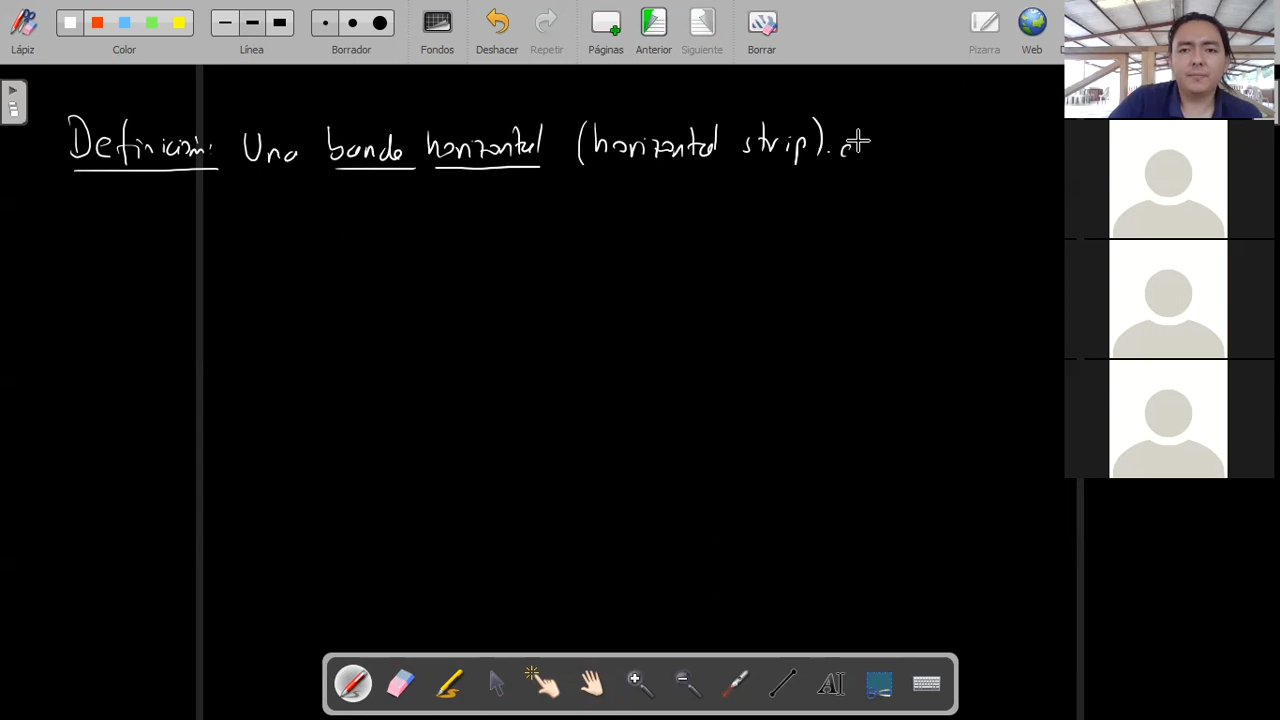 Lápiz Color Línea Borrador Fondos Deshacer Repetir Páginas Anterior Siguiente Borrar Pizarra Web
Definición: Una banda horizontal (horizontal strip).
AI